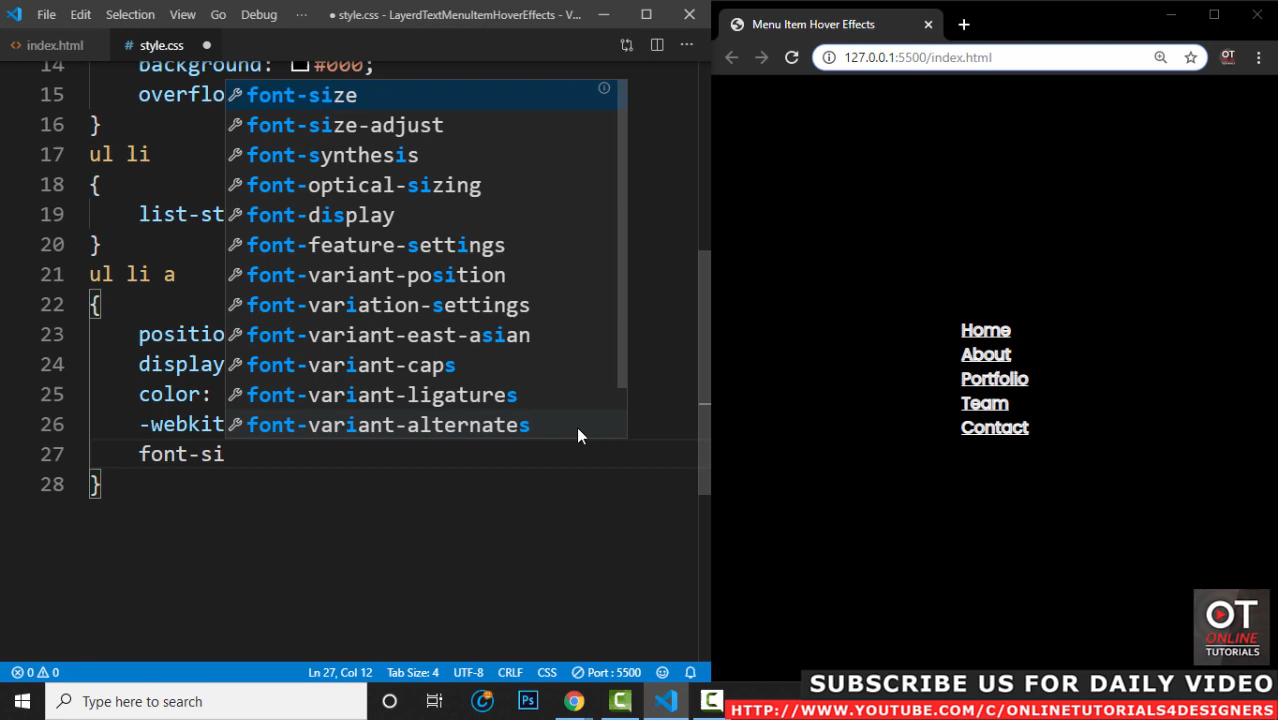 File Edit Selection View Go Debug ··· ● style.css - LayerdTextMenuItemHoverEffects - V...
index.html # style.css ●
14 background: #000;
15 overflo
16 }
17 ul li
18 {
19 list-st
20 }
21 ul li a
22 {
23 positio
24 display
25 color:
26 -webkit
27 font-si
28 }
font-size
font-size-adjust
font-synthesis
font-optical-sizing
font-display
font-feature-settings
font-variant-position
font-variation-settings
font-variant-east-asian
font-variant-caps
font-variant-ligatures
font-variant-alternates
0 0 Ln 27, Col 12 Tab Size: 4 UTF-8 CRLF CSS Port : 5500
Type here to search
Menu Item Hover Effects
127.0.0.1:5500/index.html
Home
About
Portfolio
Team
Contact
OT
ONLINE
TUTORIALS
SUBSCRIBE US FOR DAILY VIDEO
HTTP://WWW.YOUTUBE.COM/C/ONLINETUTORIALS4DESIGNERS